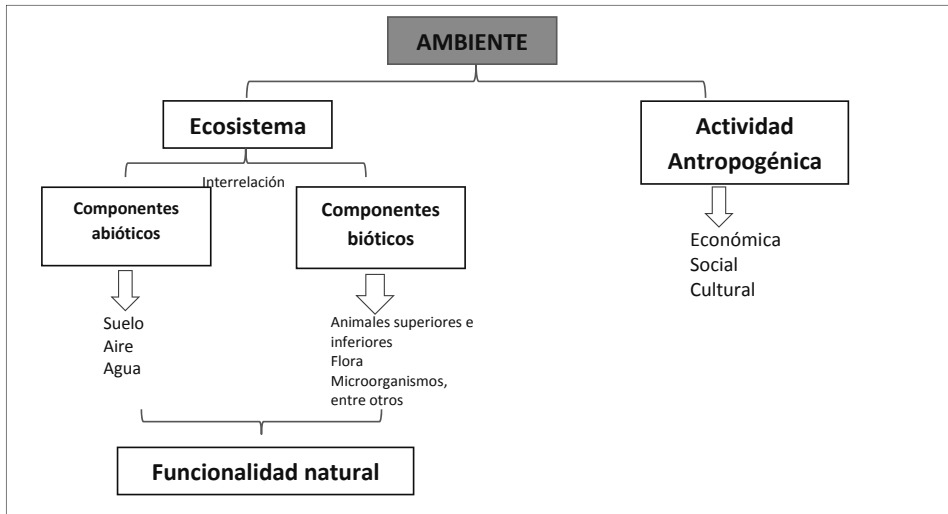 AMBIENTE
Ecosistema
Actividad
Antropogénica
Interrelación
Componentes
abióticos
Componentes
bióticos
Económica
Social
Cultural
Suelo
Aire
Agua
Animales superiores e
inferiores
Flora
Microorganismos,
entre otros
Funcionalidad natural